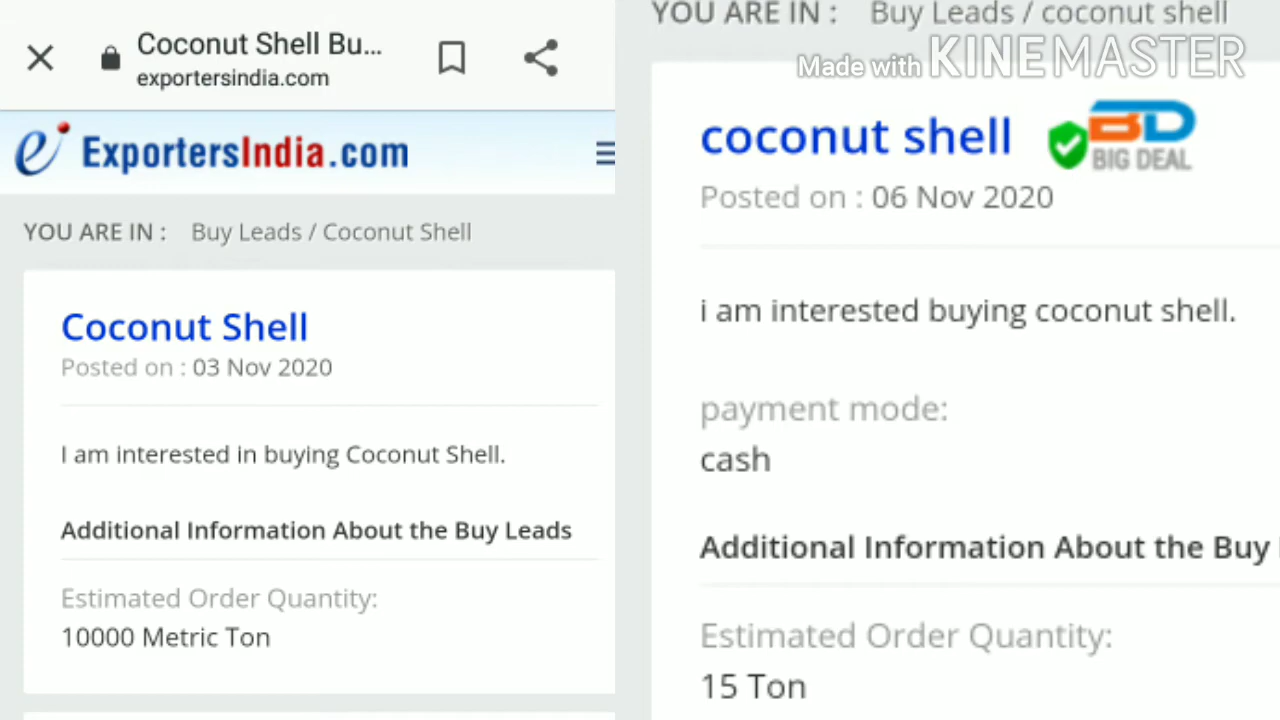 Coconut Shell Bu...
exportersindia.com
ExportersIndia.com
YOU ARE IN : Buy Leads / Coconut Shell
Coconut Shell
Posted on : 03 Nov 2020
I am interested in buying Coconut Shell.
Additional Information About the Buy Leads
Estimated Order Quantity:
10000 Metric Ton
YOU ARE IN : Buy Leads / coconut shell
Made with KINEMASTER
coconut shell
BD
BIG DEAL
Posted on : 06 Nov 2020
i am interested buying coconut shell.
payment mode:
cash
Additional Information About the Buy
Estimated Order Quantity:
15 Ton